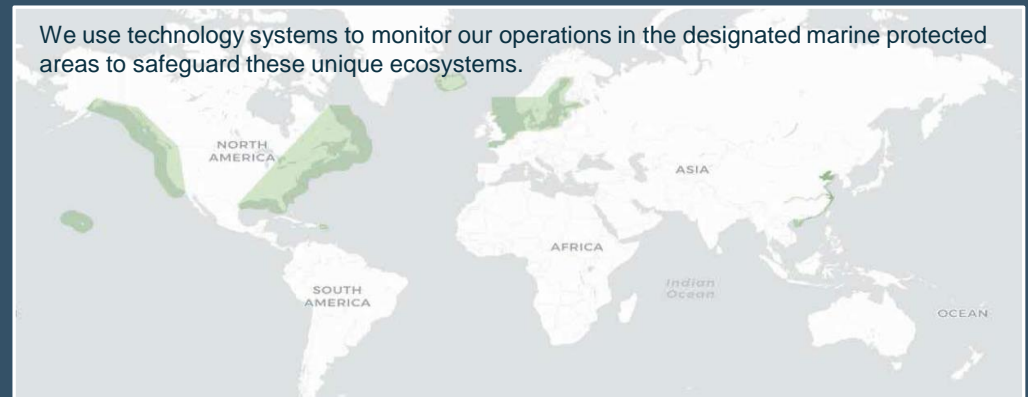 We use technology systems to monitor our operations in the designated marine protected
areas to safeguard these unique ecosystems.
NORTH
AMERICA
ASIA
AFRICA
Indian
Ocean
SOUTH
AMERICA
OCEAN